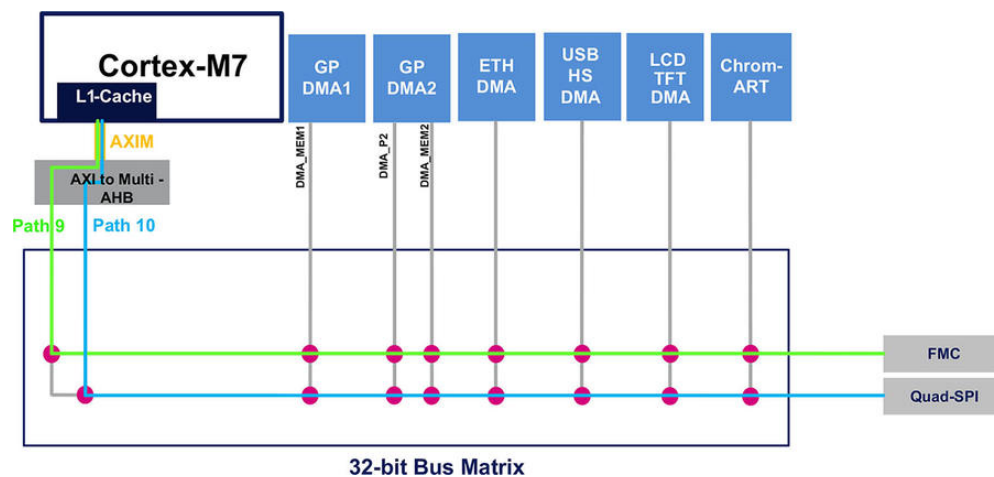 Cortex-M7
L1-Cache
GP
DMA1
GP
DMA2
ETH
DMA
USB
HS
DMA
LCD
TFT
DMA
Chrom-
ART
AXIM
DMA_MEM1
DMA_P2
DMA_MEM2
AXI to Multi -
AHB
Path 9
Path 10
FMC
Quad-SPI
32-bit Bus Matrix